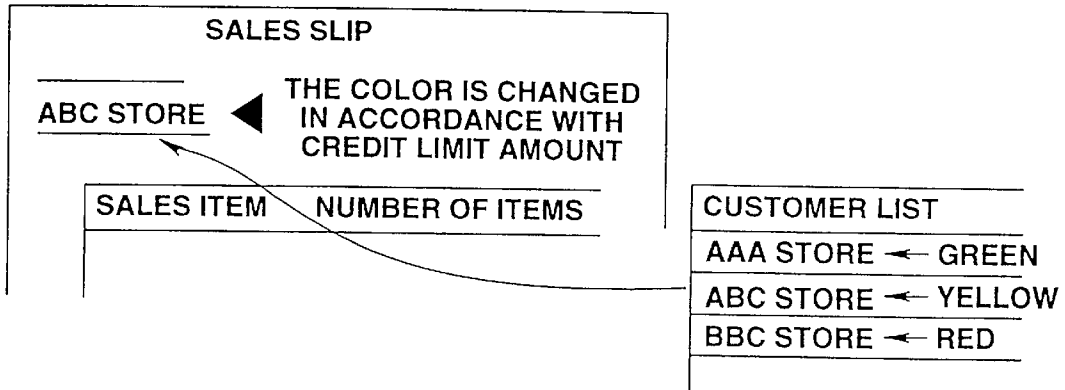 SALES SLIP
ABC STORE
THE COLOR IS CHANGED
IN ACCORDANCE WITH
CREDIT LIMIT AMOUNT
SALES ITEM NUMBER OF ITEMS
CUSTOMER LIST
AAA STORE GREEN
ABC STORE YELLOW
BBC STORE RED